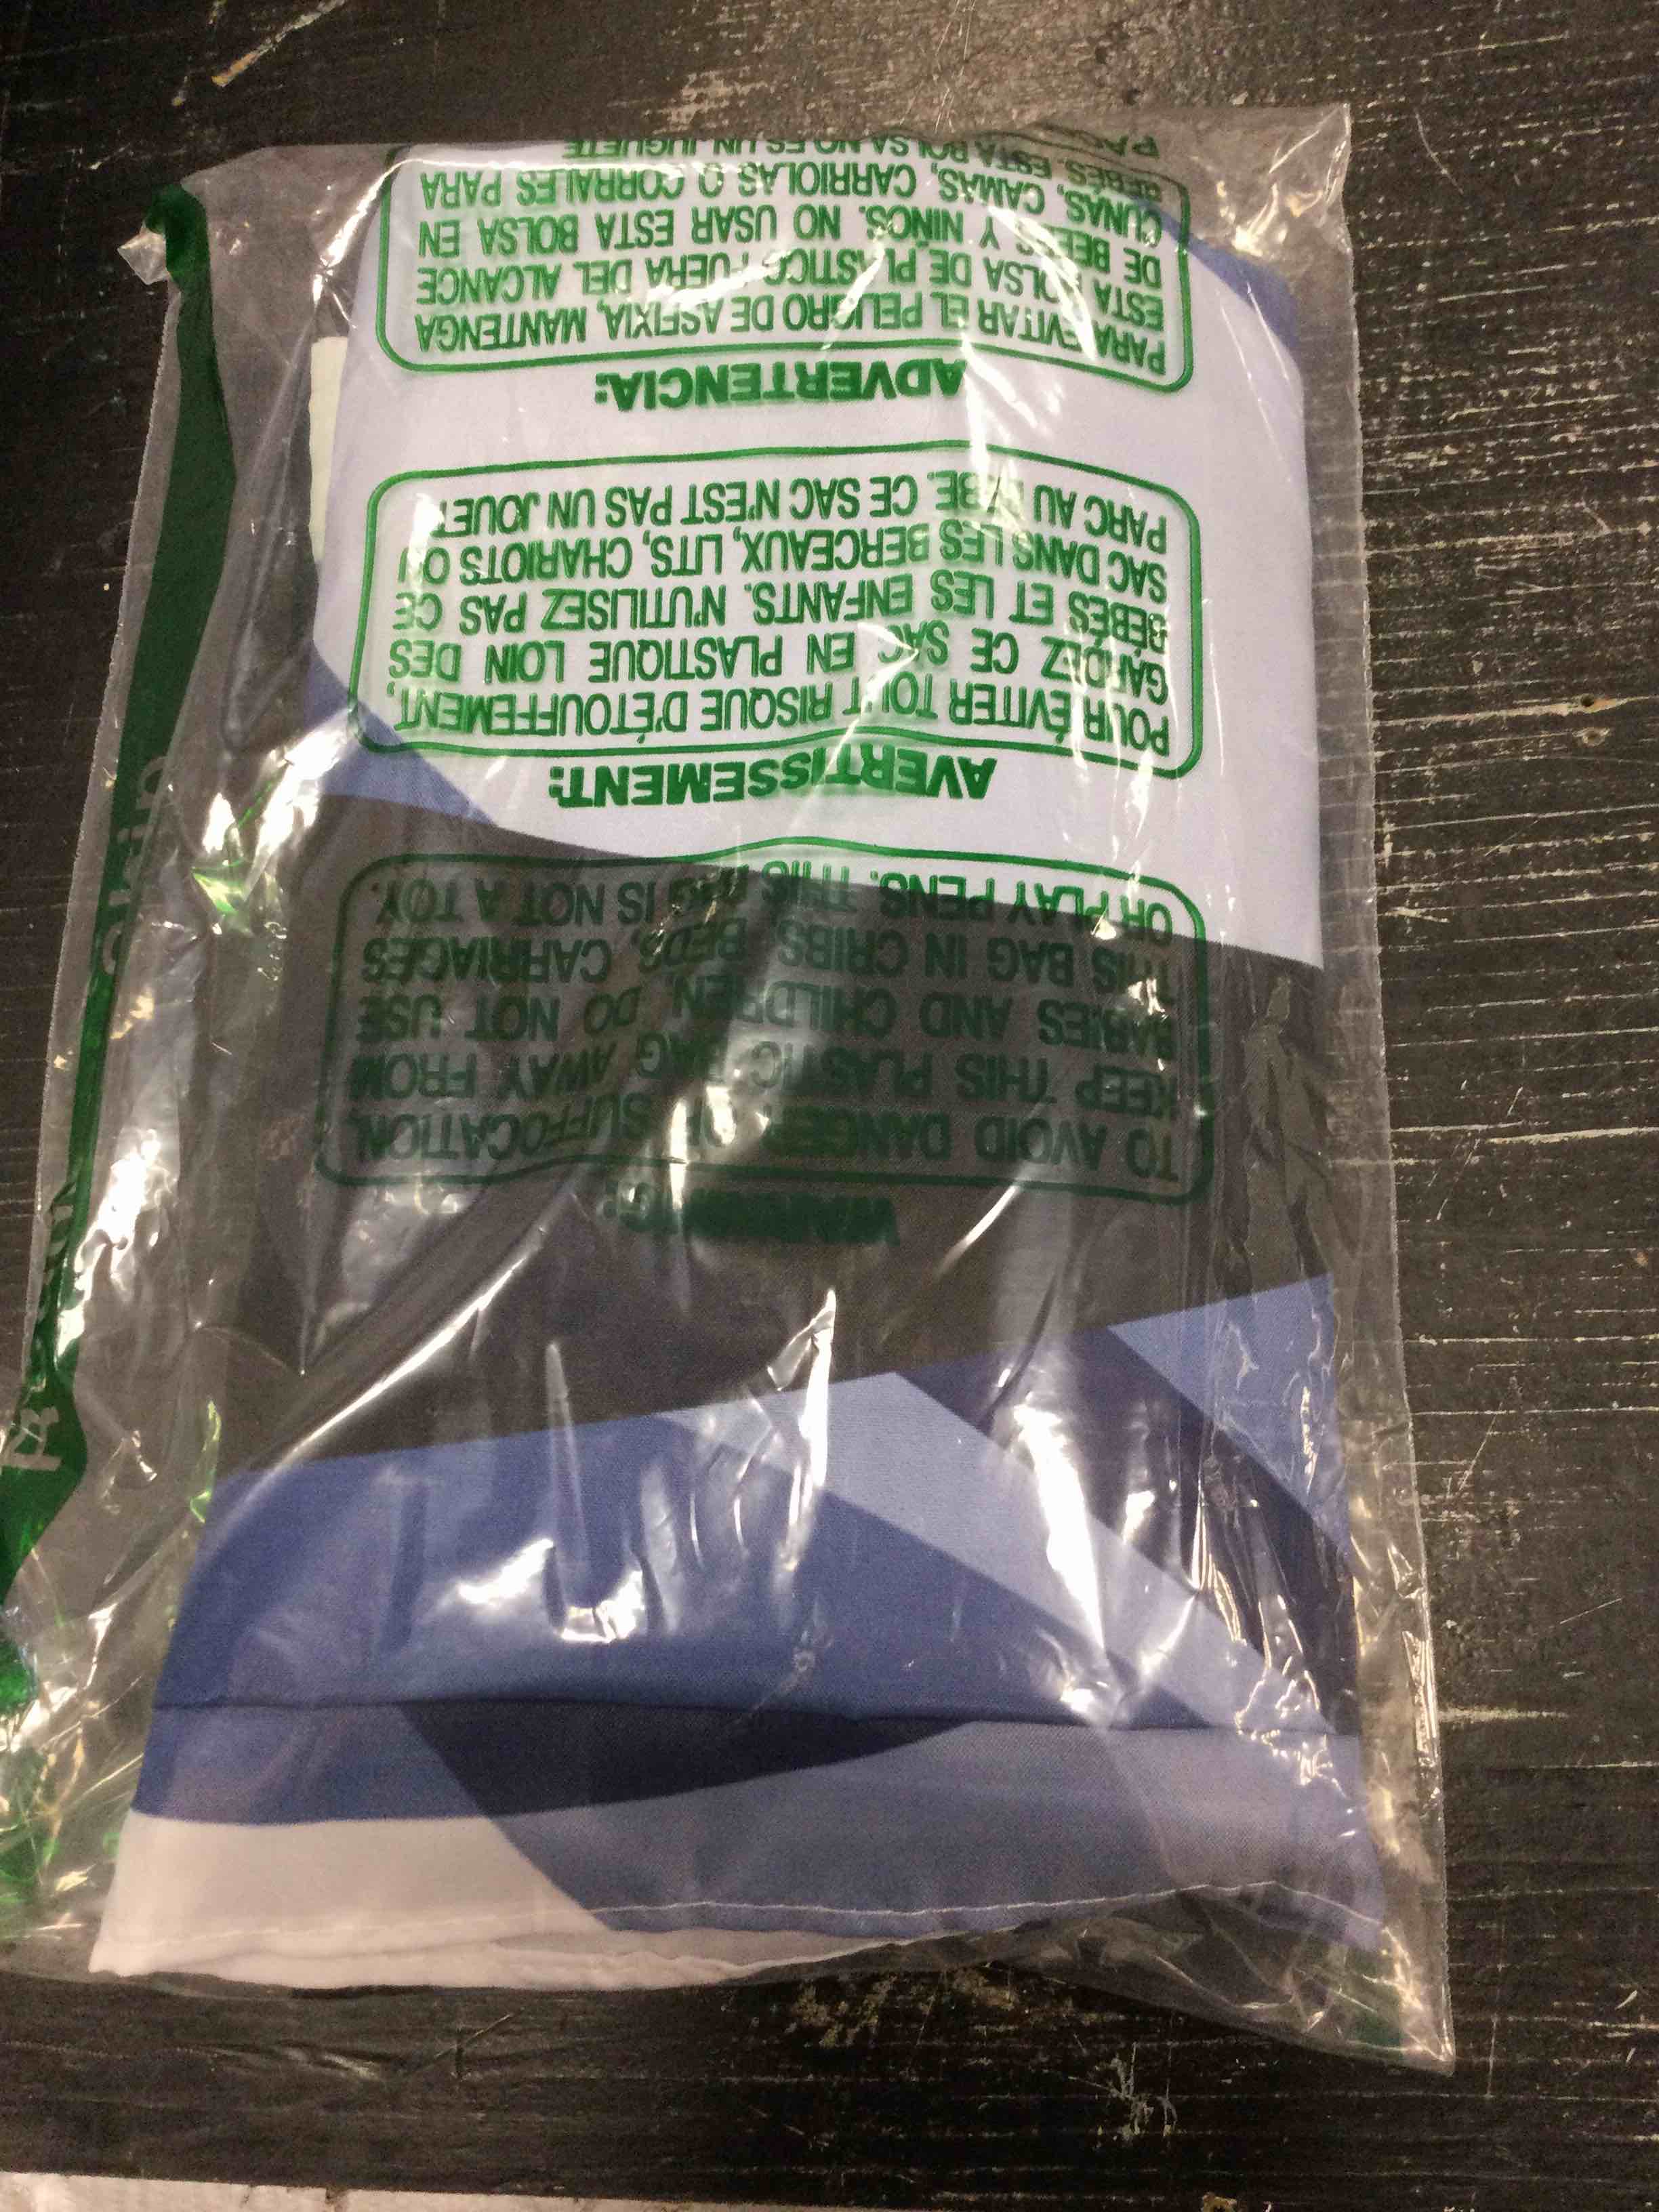 WARNING:
TO AVOID DANGER OF SUFFOCATION,
KEEP THIS PLASTIC BAG AWAY FROM
BABIES AND CHILDREN. DO NOT USE
THIS BAG IN CRIBS, BEDS, CARRIAGES
OR PLAY PENS. THIS BAG IS NOT A TOY.
AVERTISSEMENT:
POUR ÉVITER TOUT RISQUE D'ÉTOUFFEMENT,
GARDEZ CE SAC EN PLASTIQUE LOIN DES
BÉBÉS ET LES ENFANTS. N'UTILISEZ PAS CE
SAC DANS LES BERCEAUX, LITS, CHARIOTS OU
PARC AU BÉBE. CE SAC N'EST PAS UN JOUET
ADVERTENCIA:
PARA EVITAR EL PELIGRO DE ASFIXIA, MANTENGA
ESTA BOLSA DE PLASTICO FUERA DEL ALCANCE
DE BEBES Y NIÑOS. NO USAR ESTA BOLSA EN
CUNAS, CAMAS, CARRIOLAS O CORRALES PARA
BEBÉS. ESTA BOLSA NO ES UN JUGUETE